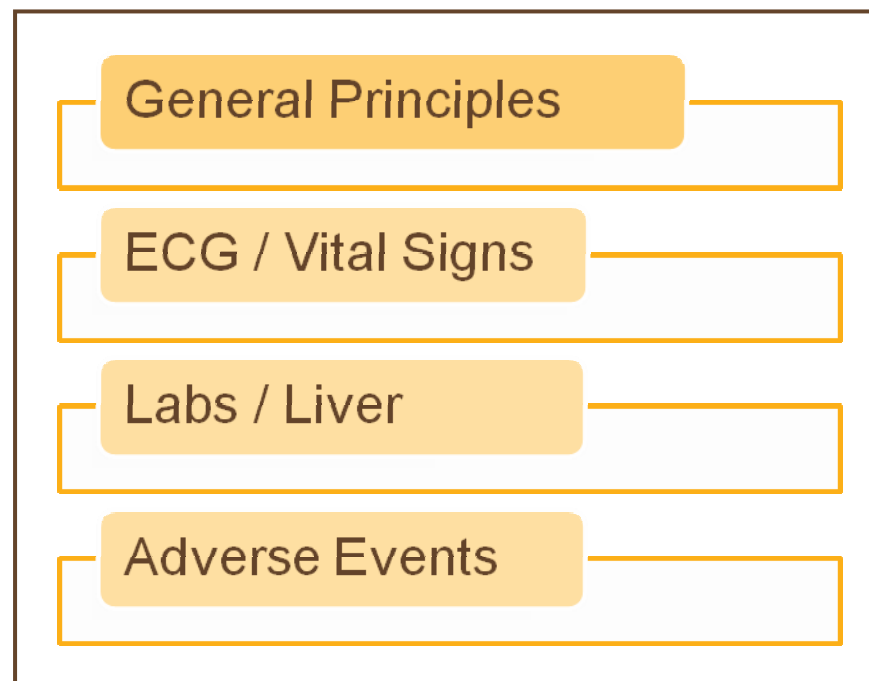 General Principles
ECG / Vital Signs
Labs / Liver
Adverse Events